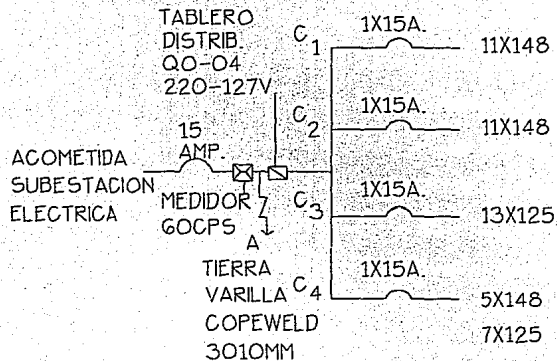 TABLERO
DISTRIB.
QO-04
220-127V
15
AMP.
ACOMETIDA
SUBESTACION
ELECTRICA
MEDIDOR
60CPS
A
TIERRA
VARILLA
COPEWELD
3010MM
C1
1X15A.
11X148
C2
1X15A.
11X148
C3
1X15A.
13X125
C4
1X15A.
5X148
7X125